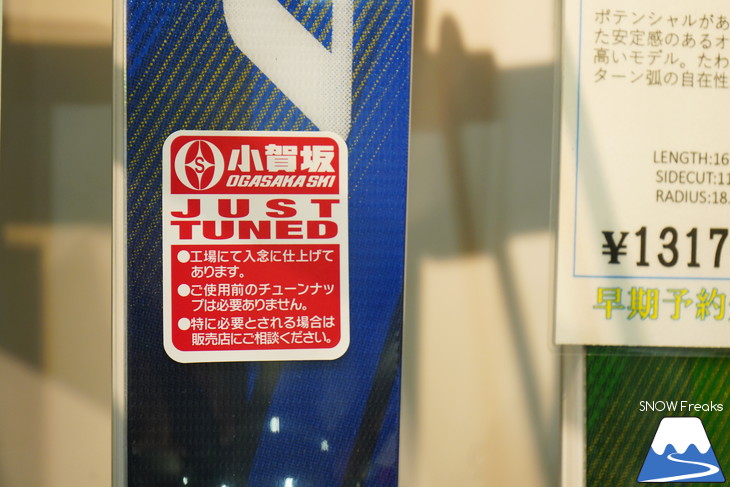 小賀坂
OGASAKA SKI
JUST
TUNED
●工場にて入念に仕上げて
あります。
●ご使用前のチューンナッ
プは必要ありません。
●特に必要とされる場合は
販売店にご相談ください。
ポテンシャルがあ
た安定感のあるオ
高いモデル。たわ
ターン弧の自在性
LENGTH:16
SIDECUT:11
RADIUS:18.
¥1317
早期予約
SNOW Freaks